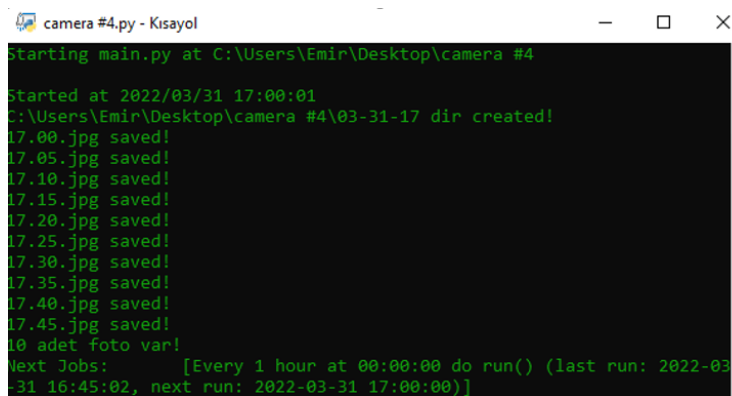 camera #4.py - Kısayol
Starting main.py at C:\Users\Emir\Desktop\camera #4
Started at 2022/03/31 17:00:01
C:\Users\Emir\Desktop\camera #4\03-31-17 dir created!
17.00.jpg saved!
17.05.jpg saved!
17.10.jpg saved!
17.15.jpg saved!
17.20.jpg saved!
17.25.jpg saved!
17.30.jpg saved!
17.35.jpg saved!
17.40.jpg saved!
17.45.jpg saved!
10 adet foto var!
Next Jobs:      [Every 1 hour at 00:00:00 do run() (last run: 2022-03
-31 16:45:02, next run: 2022-03-31 17:00:00)]